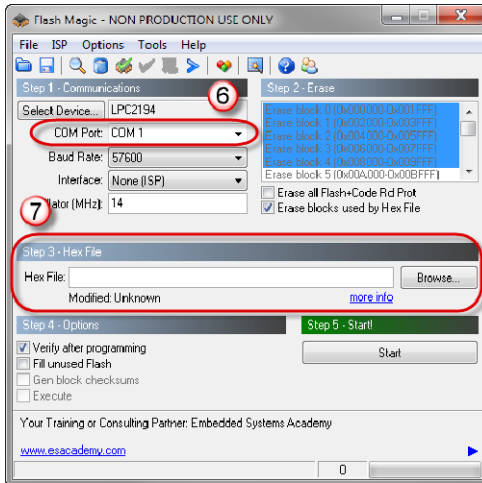 Flash Magic - NON PRODUCTION USE ONLY
File ISP Options Tools Help
Step 1 - Communications
6
Select Device... LPC2194
COM Port: COM 1
Baud Rate: 57600
Interface: None (ISP)
7
llator (MHz): 14
Step 2 - Erase
Erase block 0 (0x000000-0x001FFF)
Erase block 1 (0x002000-0x003FFF)
Erase block 2 (0x004000-0x005FFF)
Erase block 3 (0x006000-0x007FFF)
Erase block 4 (0x008000-0x009FFF)
Erase block 5 (0x00A000-0x00BFFF)
Erase all Flash+Code Rd Prot
Erase blocks used by Hex File
Step 3 - Hex File
Hex File: Browse...
Modified: Unknown more info
Step 4 - Options
Verify after programming
Fill unused Flash
Gen block checksums
Execute
Step 5 - Start!
Start
Your Training or Consulting Partner: Embedded Systems Academy
www.esacademy.com
0